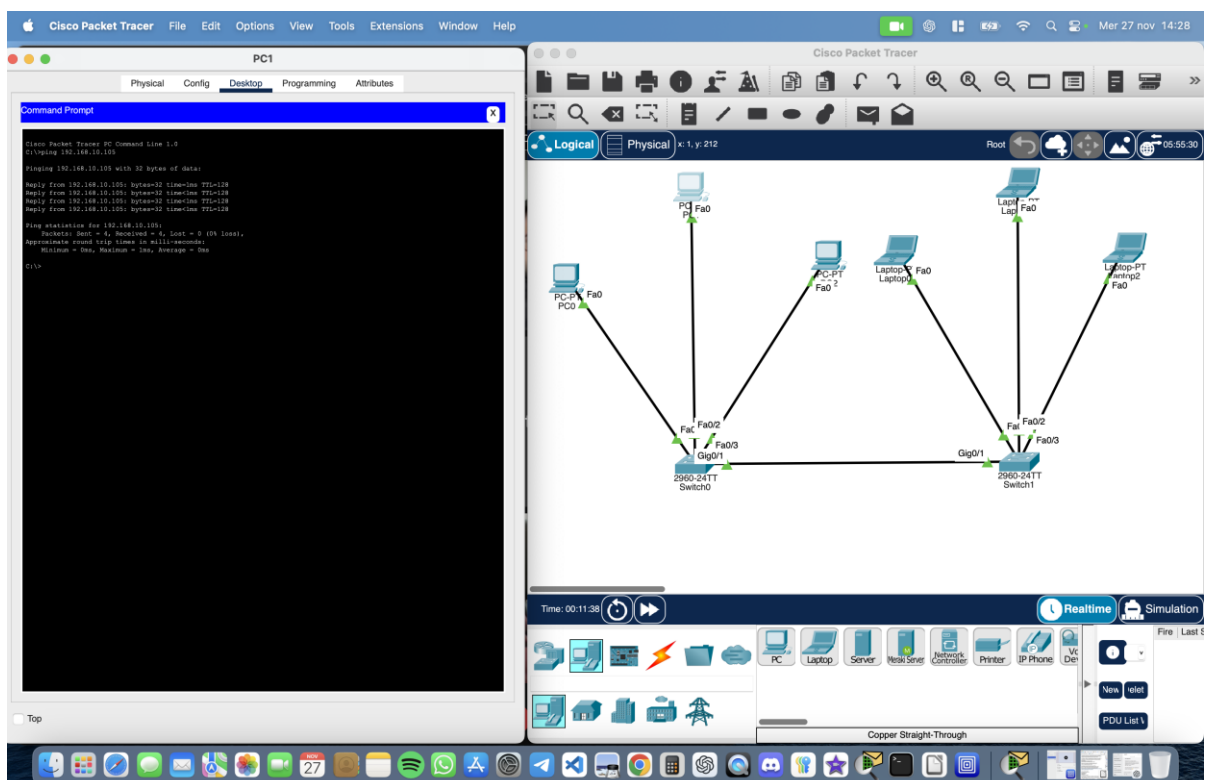 Cisco Packet Tracer File Edit Options View Tools Extensions Window Help
Mer 27 nov 14:28
PC1
Physical Config Desktop Programming Attributes
Command Prompt
X
Cisco Packet Tracer PC Command Line 1.0
C:\>ping 192.168.10.105
Pinging 192.168.10.105 with 32 bytes of data:
Reply from 192.168.10.105: bytes=32 time=1ms TTL=128
Reply from 192.168.10.105: bytes=32 time<1ms TTL=128
Reply from 192.168.10.105: bytes=32 time<1ms TTL=128
Reply from 192.168.10.105: bytes=32 time<1ms TTL=128
Ping statistics for 192.168.10.105:
Packets: Sent = 4, Received = 4, Lost = 0 (0% loss),
Approximate round trip times in milli-seconds:
Minimum = 0ms, Maximum = 1ms, Average = 0ms
C:\>
Top
Cisco Packet Tracer
Logical Physical x: 1, y: 212
Root
05:55:30
Fa0
Fa0
PC-PT
Fa0
Laptop0
Fa0
Laptop-PT
Laptop2
Fa0
PC0
Fa0
Fa0/2
Fa0/3
Gig0/1
2960-24TT
Switch0
Fa0/2
Fa0/3
Gig0/1
2960-24TT
Switch1
Time: 00:11:38
Realtime Simulation
PC Laptop Server Meraki Server Network Controller Printer IP Phone
Fire Last S
New
PDU List
Copper Straight-Through
NOV
27